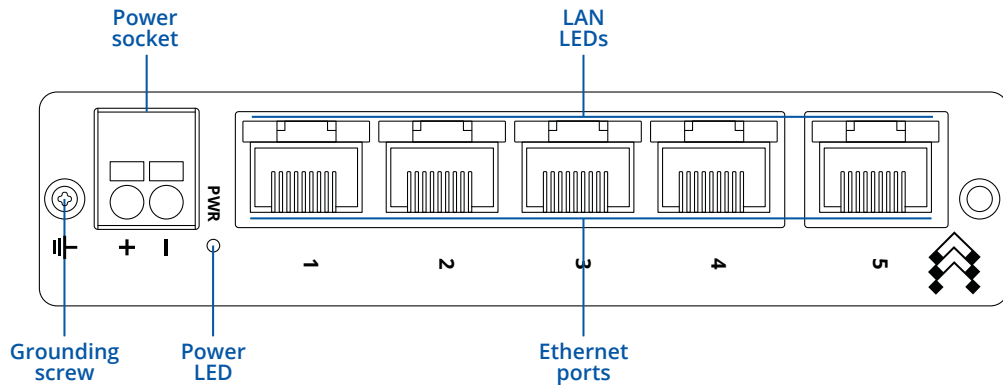 Power
socket
LAN
LEDs
PWR
+ −
1 2 3 4 5
Grounding
screw
Power
LED
Ethernet
ports